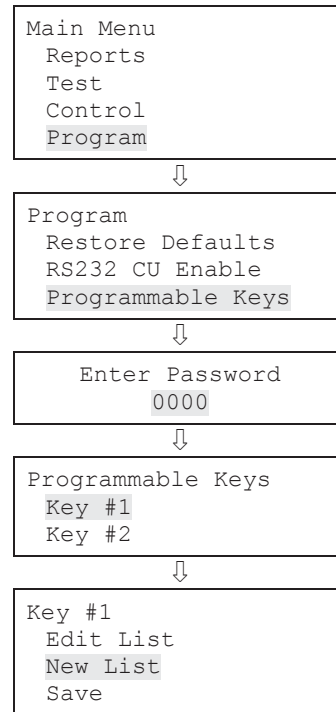 Main Menu
Reports
Test
Control
Program
⇩
Program
Restore Defaults
RS232 CU Enable
Programmable Keys
⇩
Enter Password
0000
⇩
Programmable Keys
Key #1
Key #2
⇩
Key #1
Edit List
New List
Save